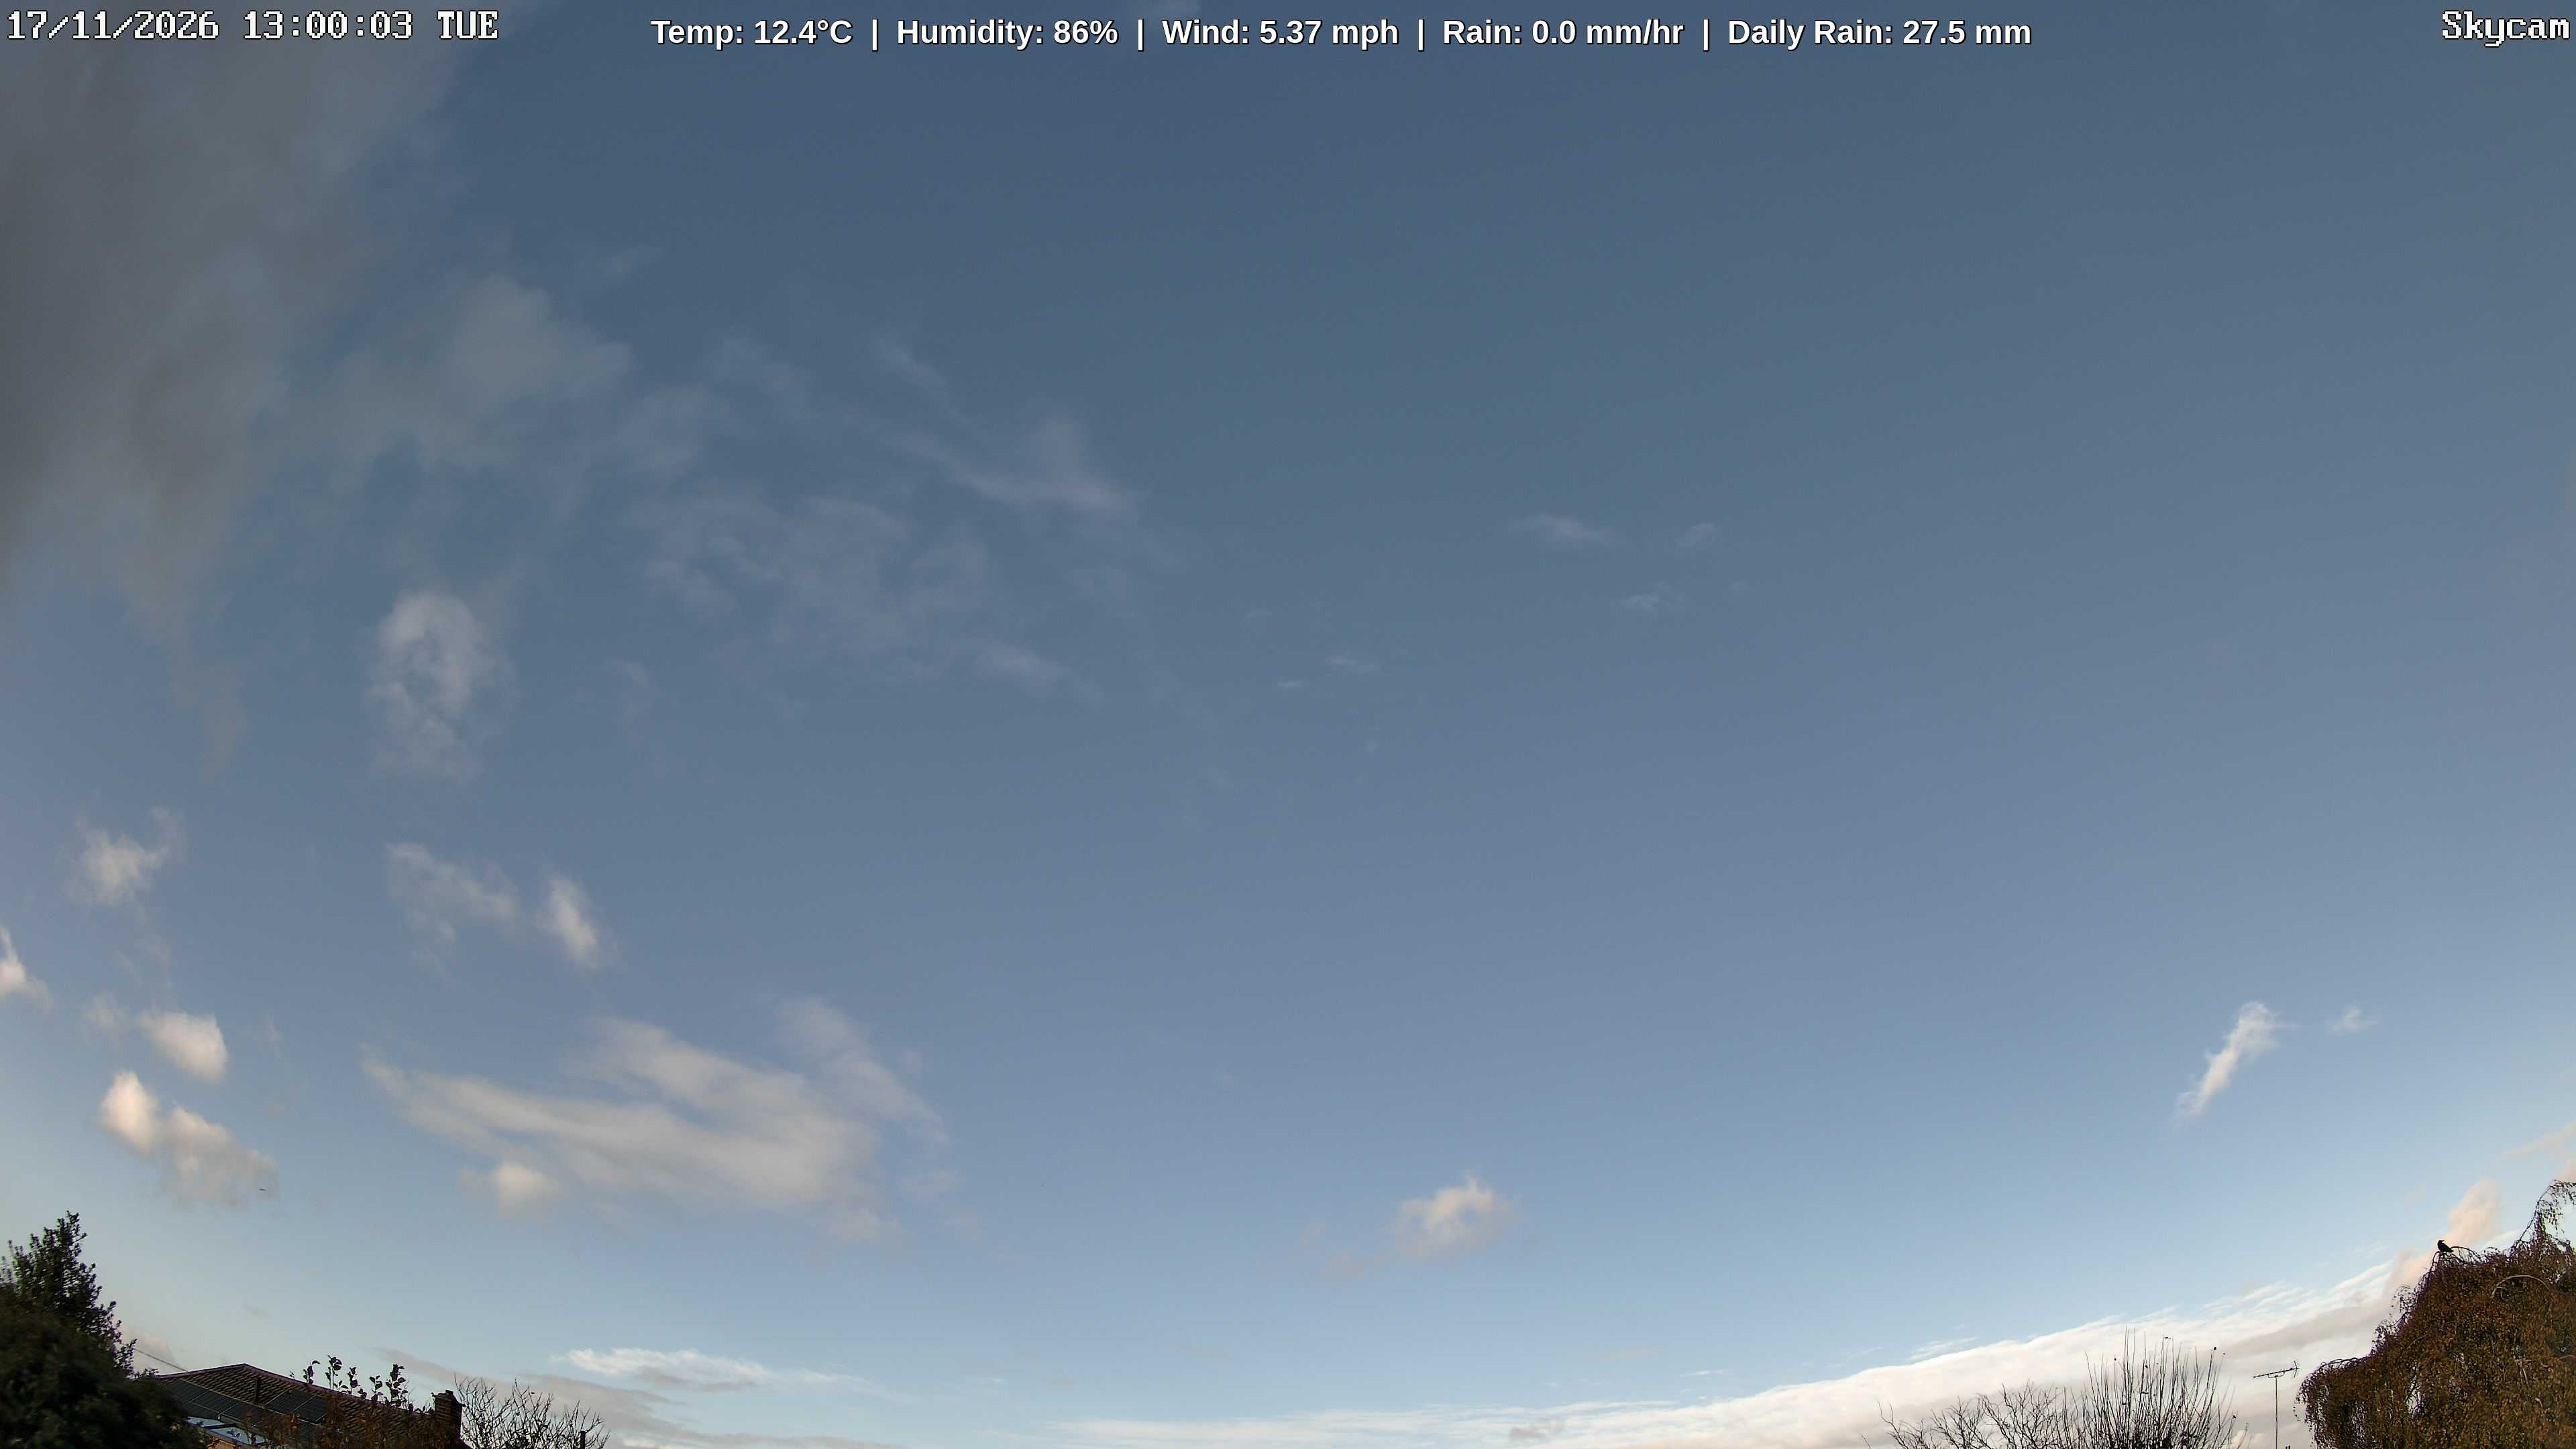 17/11/2026 13:00:03 TUE
Temp: 12.4°C | Humidity: 86% | Wind: 5.37 mph | Rain: 0.0 mm/hr | Daily Rain: 27.5 mm
Skycam